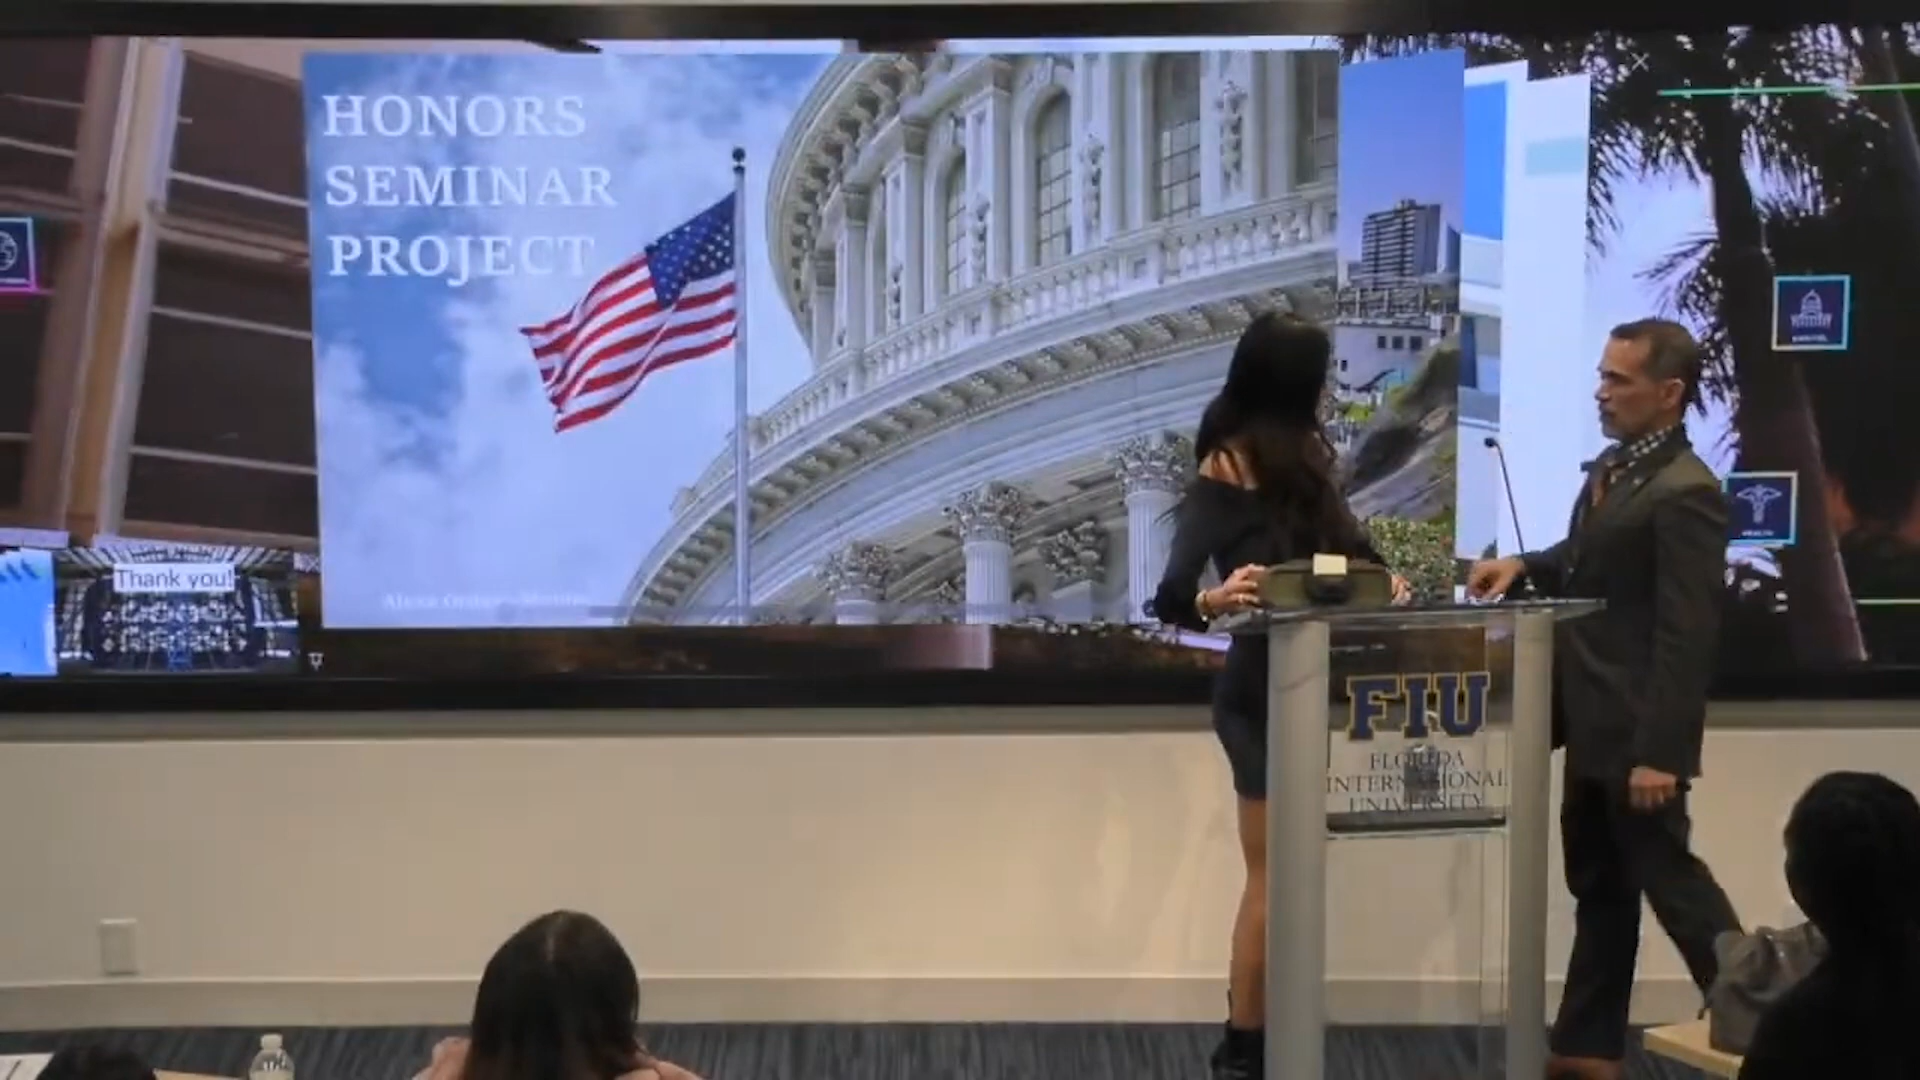 HONORS
SEMINAR
PROJECT
Thank you!
FIU
FLORIDA
INTERNATIONAL
UNIVERSITY